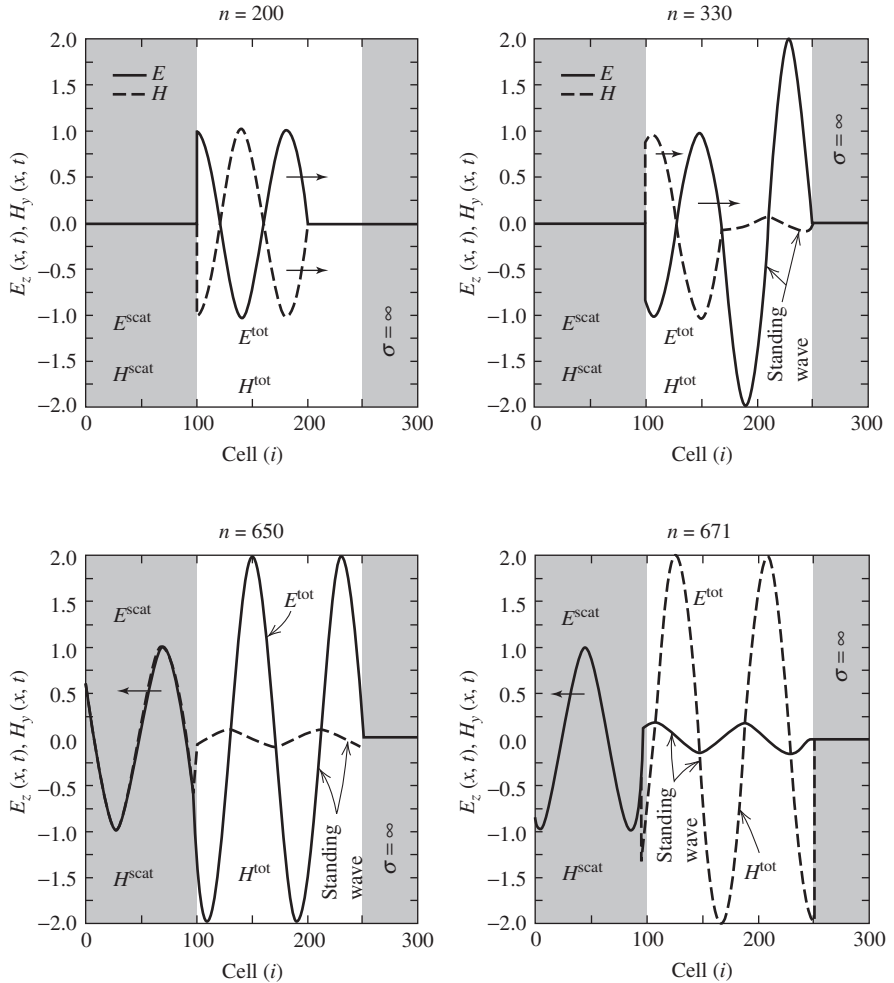 n = 200
2.0
1.5
1.0
0.5
0.0
−0.5
−1.0
−1.5
−2.0
E_z (x, t), H_y (x, t)
E
H
E^scat
H^scat
E^tot
H^tot
σ = ∞
0
100
200
300
Cell (i)
n = 330
2.0
1.5
1.0
0.5
0.0
−0.5
−1.0
−1.5
−2.0
E_z (x, t), H_y (x, t)
E
H
σ = ∞
E^scat
H^scat
E^tot
H^tot
Standing
wave
0
100
200
300
Cell (i)
n = 650
2.0
1.5
1.0
0.5
0.0
−0.5
−1.0
−1.5
−2.0
E_z (x, t), H_y (x, t)
E^scat
E^tot
H^scat
H^tot
Standing
wave
σ = ∞
0
100
200
300
Cell (i)
n = 671
2.0
1.5
1.0
0.5
0.0
−0.5
−1.0
−1.5
−2.0
E_z (x, t), H_y (x, t)
E^scat
E^tot
σ = ∞
Standing
wave
H^scat
H^tot
0
100
200
300
Cell (i)